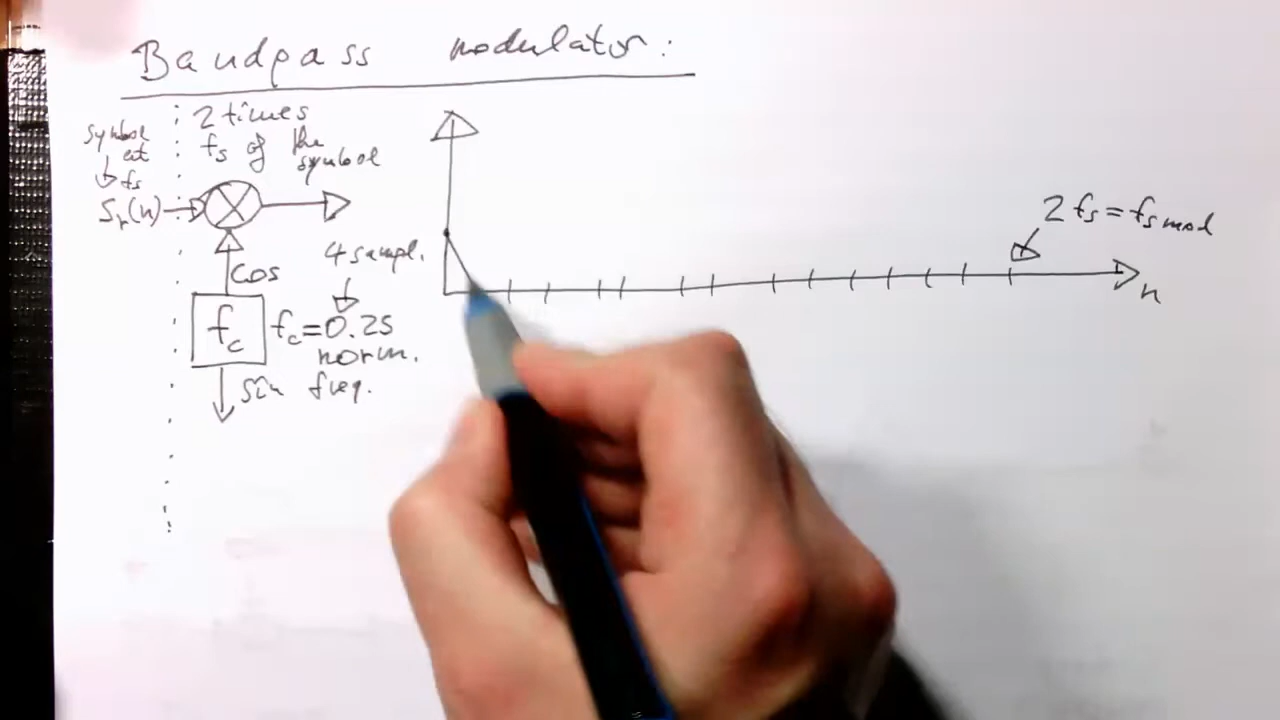 Bandpass modulator:
2 times
fs of the
symbol
symbol
at
fs
Sr(n)
cos
fc
4 sampl.
fc=0.25
norm.
sin freq.
2 fs = fs mod
n